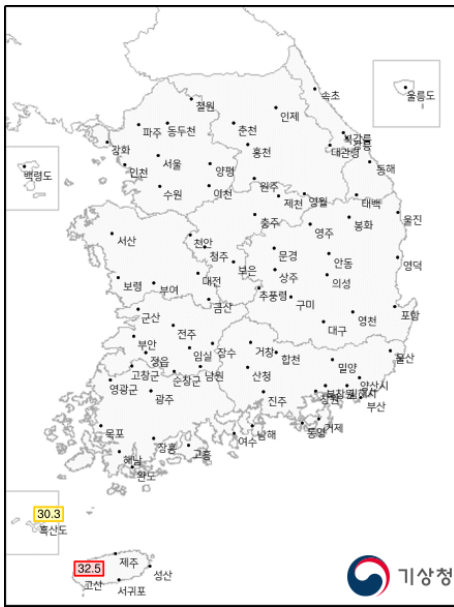 속초
철원
인제
울릉도
파주
동두천
춘천
북강릉
강릉
강화
서울
홍천
대관령
양평
인천
동해
백령도
수원
이천
원주
제천
영월
태백
충주
봉화
울진
서산
천안
영주
청주
문경
안동
영덕
보은
상주
의성
보령
부여
대전
추풍령
구미
금산
포항
군산
영천
대구
전주
부안
임실
장수
거창
합천
울산
정읍
밀양
고창군
순창군
남원
산청
영광군
양산시
광주
북창원
김해시
창원
진주
부산
목포
거제
장흥
여수
남해
통영
고흥
해남
완도
30.3
흑산도
제주
32.5
성산
고산
서귀포
기상청